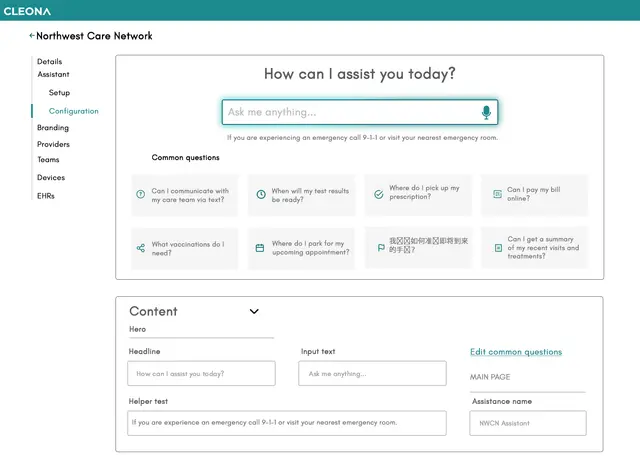 CLEONA
Northwest Care Network
Details
Assistant
Setup
Configuration
Branding
Providers
Teams
Devices
EHRs
How can I assist you today?
Ask me anything...
If you are experiencing an emergency call 9-1-1 or visit your nearest emergency room.
Common questions
Can I communicate with
my care team via text?
When will my test results
be ready?
Where do I pick up my
prescription?
Can I pay my bill
online?
What vaccinations do I
need?
Where do I park for my
upcoming appointment?
我如何准即将到来
的手?
Can I get a summary
of my recent visits and
treatments?
Content
Hero
Headline
How can I assist you today?
Input text
Ask me anything...
Edit common questions
MAIN PAGE
Helper test
If you are experience an emergency call 9-1-1 or visit your nearest emergency room.
Assistance name
NWCN Assistant